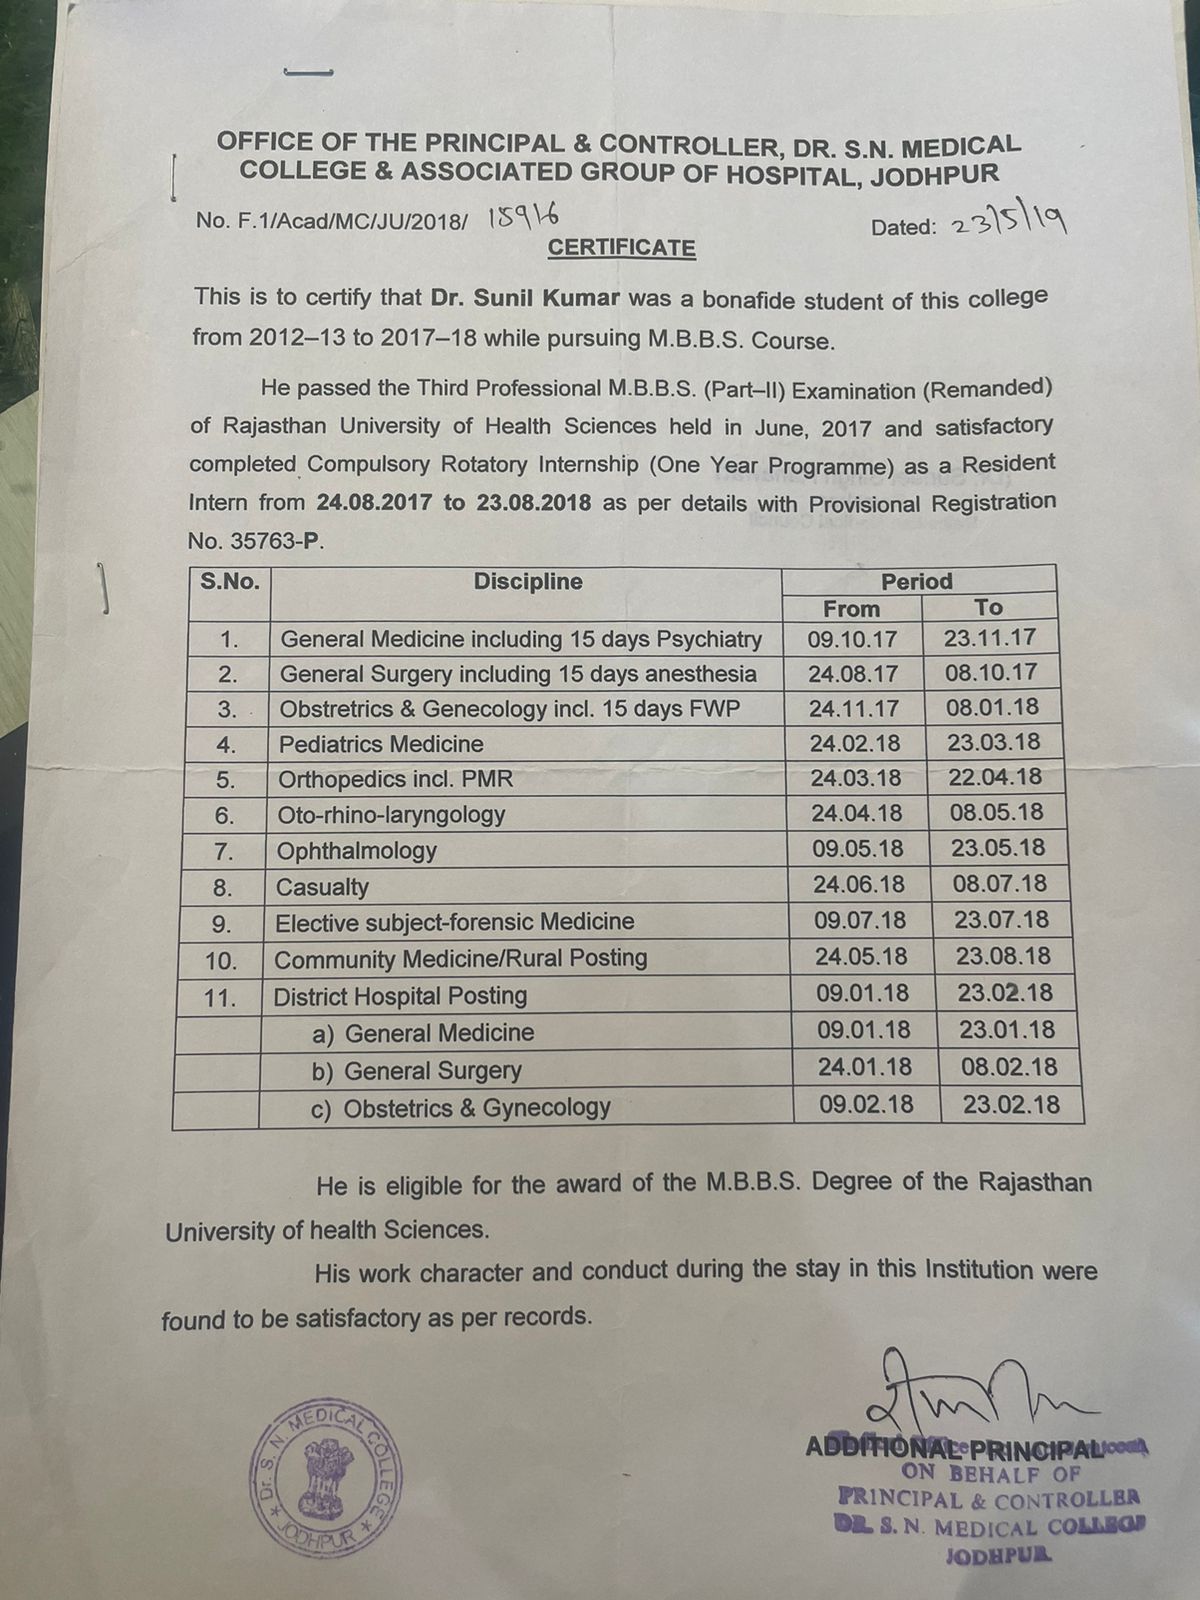 OFFICE OF THE PRINCIPAL & CONTROLLER, DR. S.N. MEDICAL
COLLEGE & ASSOCIATED GROUP OF HOSPITAL, JODHPUR
No. F.1/Acad/MC/JU/2018/ 15916 Dated: 23/5/19
CERTIFICATE
This is to certify that Dr. Sunil Kumar was a bonafide student of this college
from 2012–13 to 2017–18 while pursuing M.B.B.S. Course.
He passed the Third Professional M.B.B.S. (Part–II) Examination (Remanded)
of Rajasthan University of Health Sciences held in June, 2017 and satisfactory
completed Compulsory Rotatory Internship (One Year Programme) as a Resident
Intern from 24.08.2017 to 23.08.2018 as per details with Provisional Registration
No. 35763-P.
S.No. Discipline Period
From To
1. General Medicine including 15 days Psychiatry 09.10.17 23.11.17
2. General Surgery including 15 days anesthesia 24.08.17 08.10.17
3. Obstretrics & Genecology incl. 15 days FWP 24.11.17 08.01.18
4. Pediatrics Medicine 24.02.18 23.03.18
5. Orthopedics incl. PMR 24.03.18 22.04.18
6. Oto-rhino-laryngology 24.04.18 08.05.18
7. Ophthalmology 09.05.18 23.05.18
8. Casualty 24.06.18 08.07.18
9. Elective subject-forensic Medicine 09.07.18 23.07.18
10. Community Medicine/Rural Posting 24.05.18 23.08.18
11. District Hospital Posting 09.01.18 23.02.18
a) General Medicine 09.01.18 23.01.18
b) General Surgery 24.01.18 08.02.18
c) Obstetrics & Gynecology 09.02.18 23.02.18
He is eligible for the award of the M.B.B.S. Degree of the Rajasthan
University of health Sciences.
His work character and conduct during the stay in this Institution were
found to be satisfactory as per records.
Dr. S. N. MEDICAL COLLEGE
JODHPUR
ADDITIONAL PRINCIPAL
ON BEHALF OF
PRINCIPAL & CONTROLLER
DR. S. N. MEDICAL COLLEGE
JODHPUR